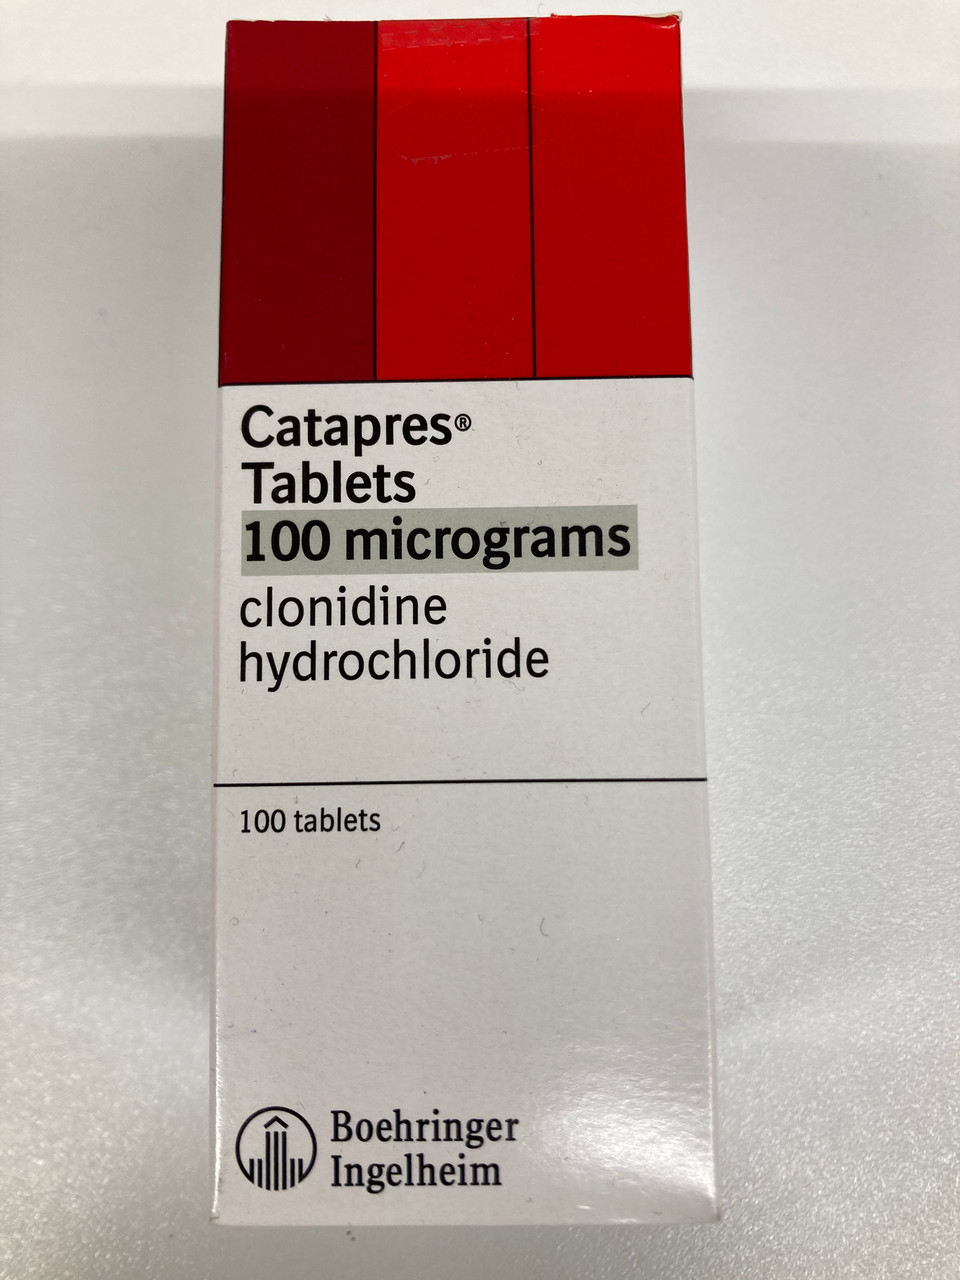 Catapres®
Tablets
100 micrograms
clonidine
hydrochloride
100 tablets
Boehringer
Ingelheim